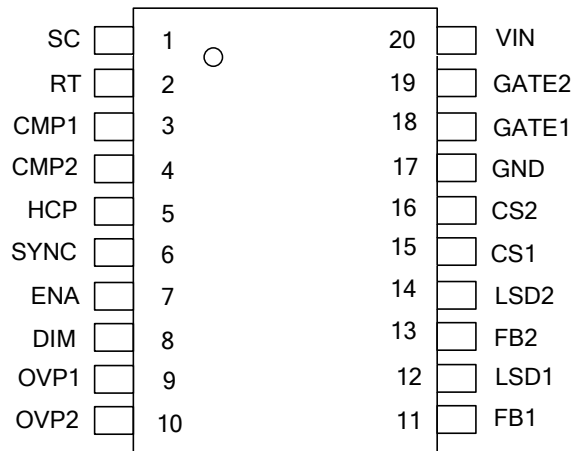 SC 1 20 VIN
RT 2 19 GATE2
CMP1 3 18 GATE1
CMP2 4 17 GND
HCP 5 16 CS2
SYNC 6 15 CS1
ENA 7 14 LSD2
DIM 8 13 FB2
OVP1 9 12 LSD1
OVP2 10 11 FB1